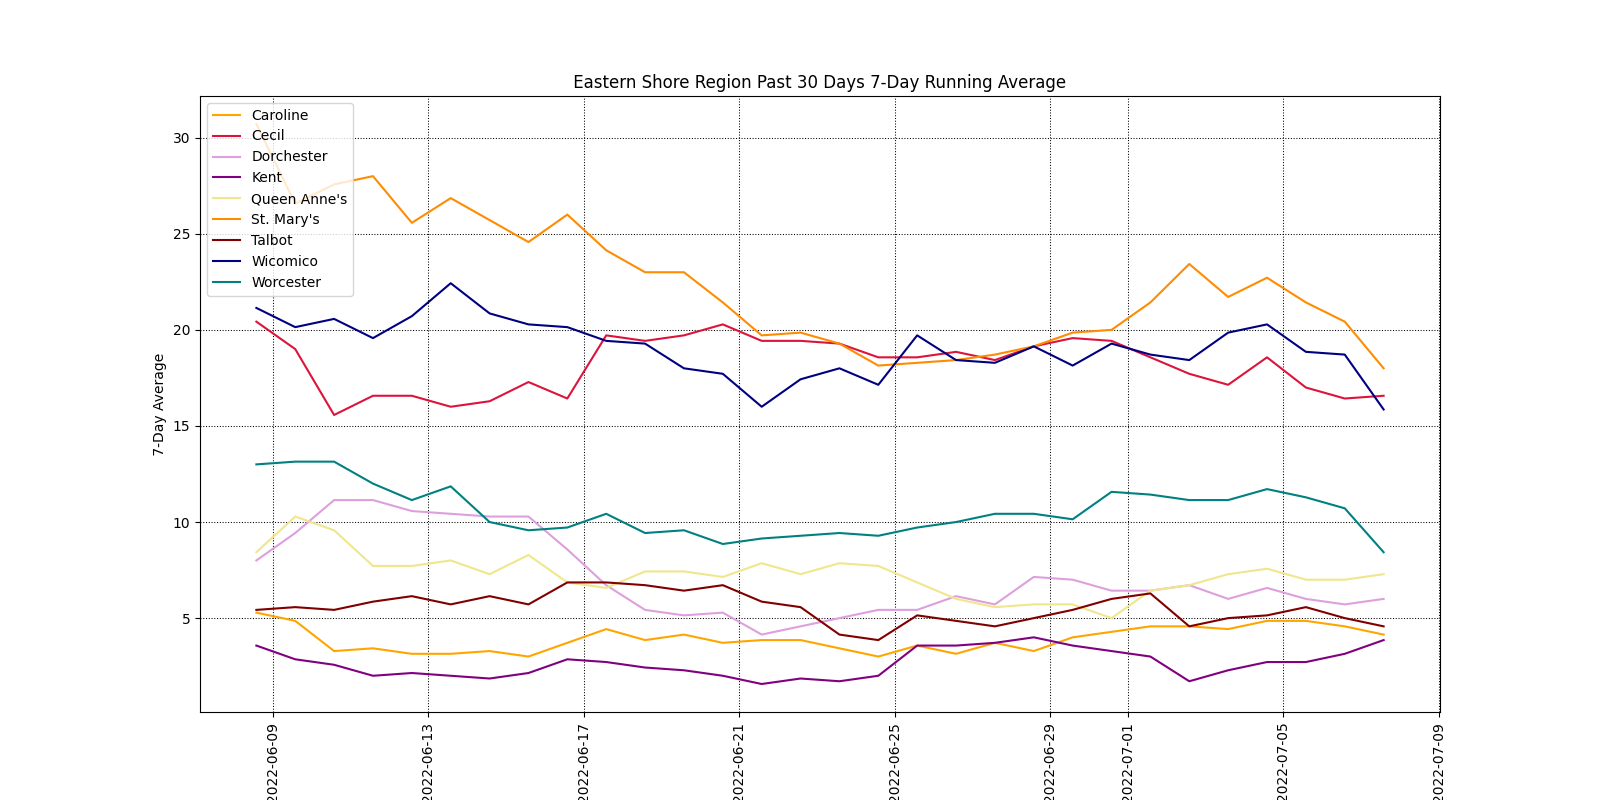 Eastern Shore Region Past 30 Days 7-Day Running Average
Caroline
Cecil
Dorchester
Kent
Queen Anne's
St. Mary's
Talbot
Wicomico
Worcester
30
25
20
15
10
5
7-Day Average
2022-06-09
2022-06-13
2022-06-17
2022-06-21
2022-06-25
2022-06-29
2022-07-01
2022-07-05
2022-07-09